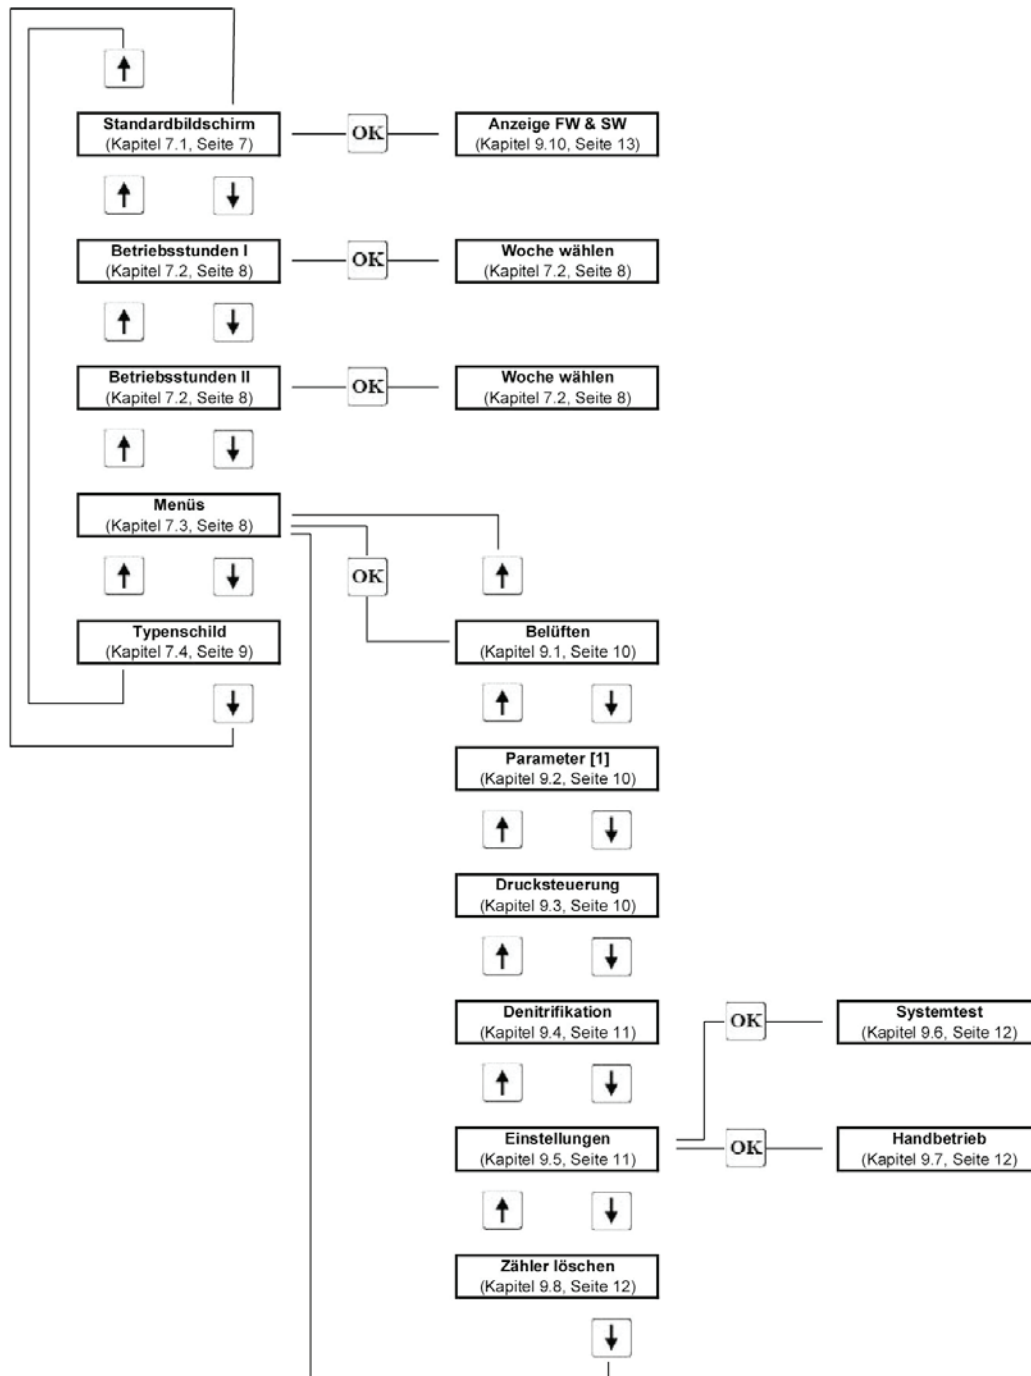 Standardbildschirm
(Kapitel 7.1, Seite 7)
OK
Anzeige FW & SW
(Kapitel 9.10, Seite 13)
Betriebsstunden I
(Kapitel 7.2, Seite 8)
OK
Woche wählen
(Kapitel 7.2, Seite 8)
Betriebsstunden II
(Kapitel 7.2, Seite 8)
OK
Woche wählen
(Kapitel 7.2, Seite 8)
Menüs
(Kapitel 7.3, Seite 8)
OK
Typenschild
(Kapitel 7.4, Seite 9)
Belüften
(Kapitel 9.1, Seite 10)
Parameter [1]
(Kapitel 9.2, Seite 10)
Drucksteuerung
(Kapitel 9.3, Seite 10)
Denitrifikation
(Kapitel 9.4, Seite 11)
OK
Systemtest
(Kapitel 9.6, Seite 12)
Einstellungen
(Kapitel 9.5, Seite 11)
OK
Handbetrieb
(Kapitel 9.7, Seite 12)
Zähler löschen
(Kapitel 9.8, Seite 12)